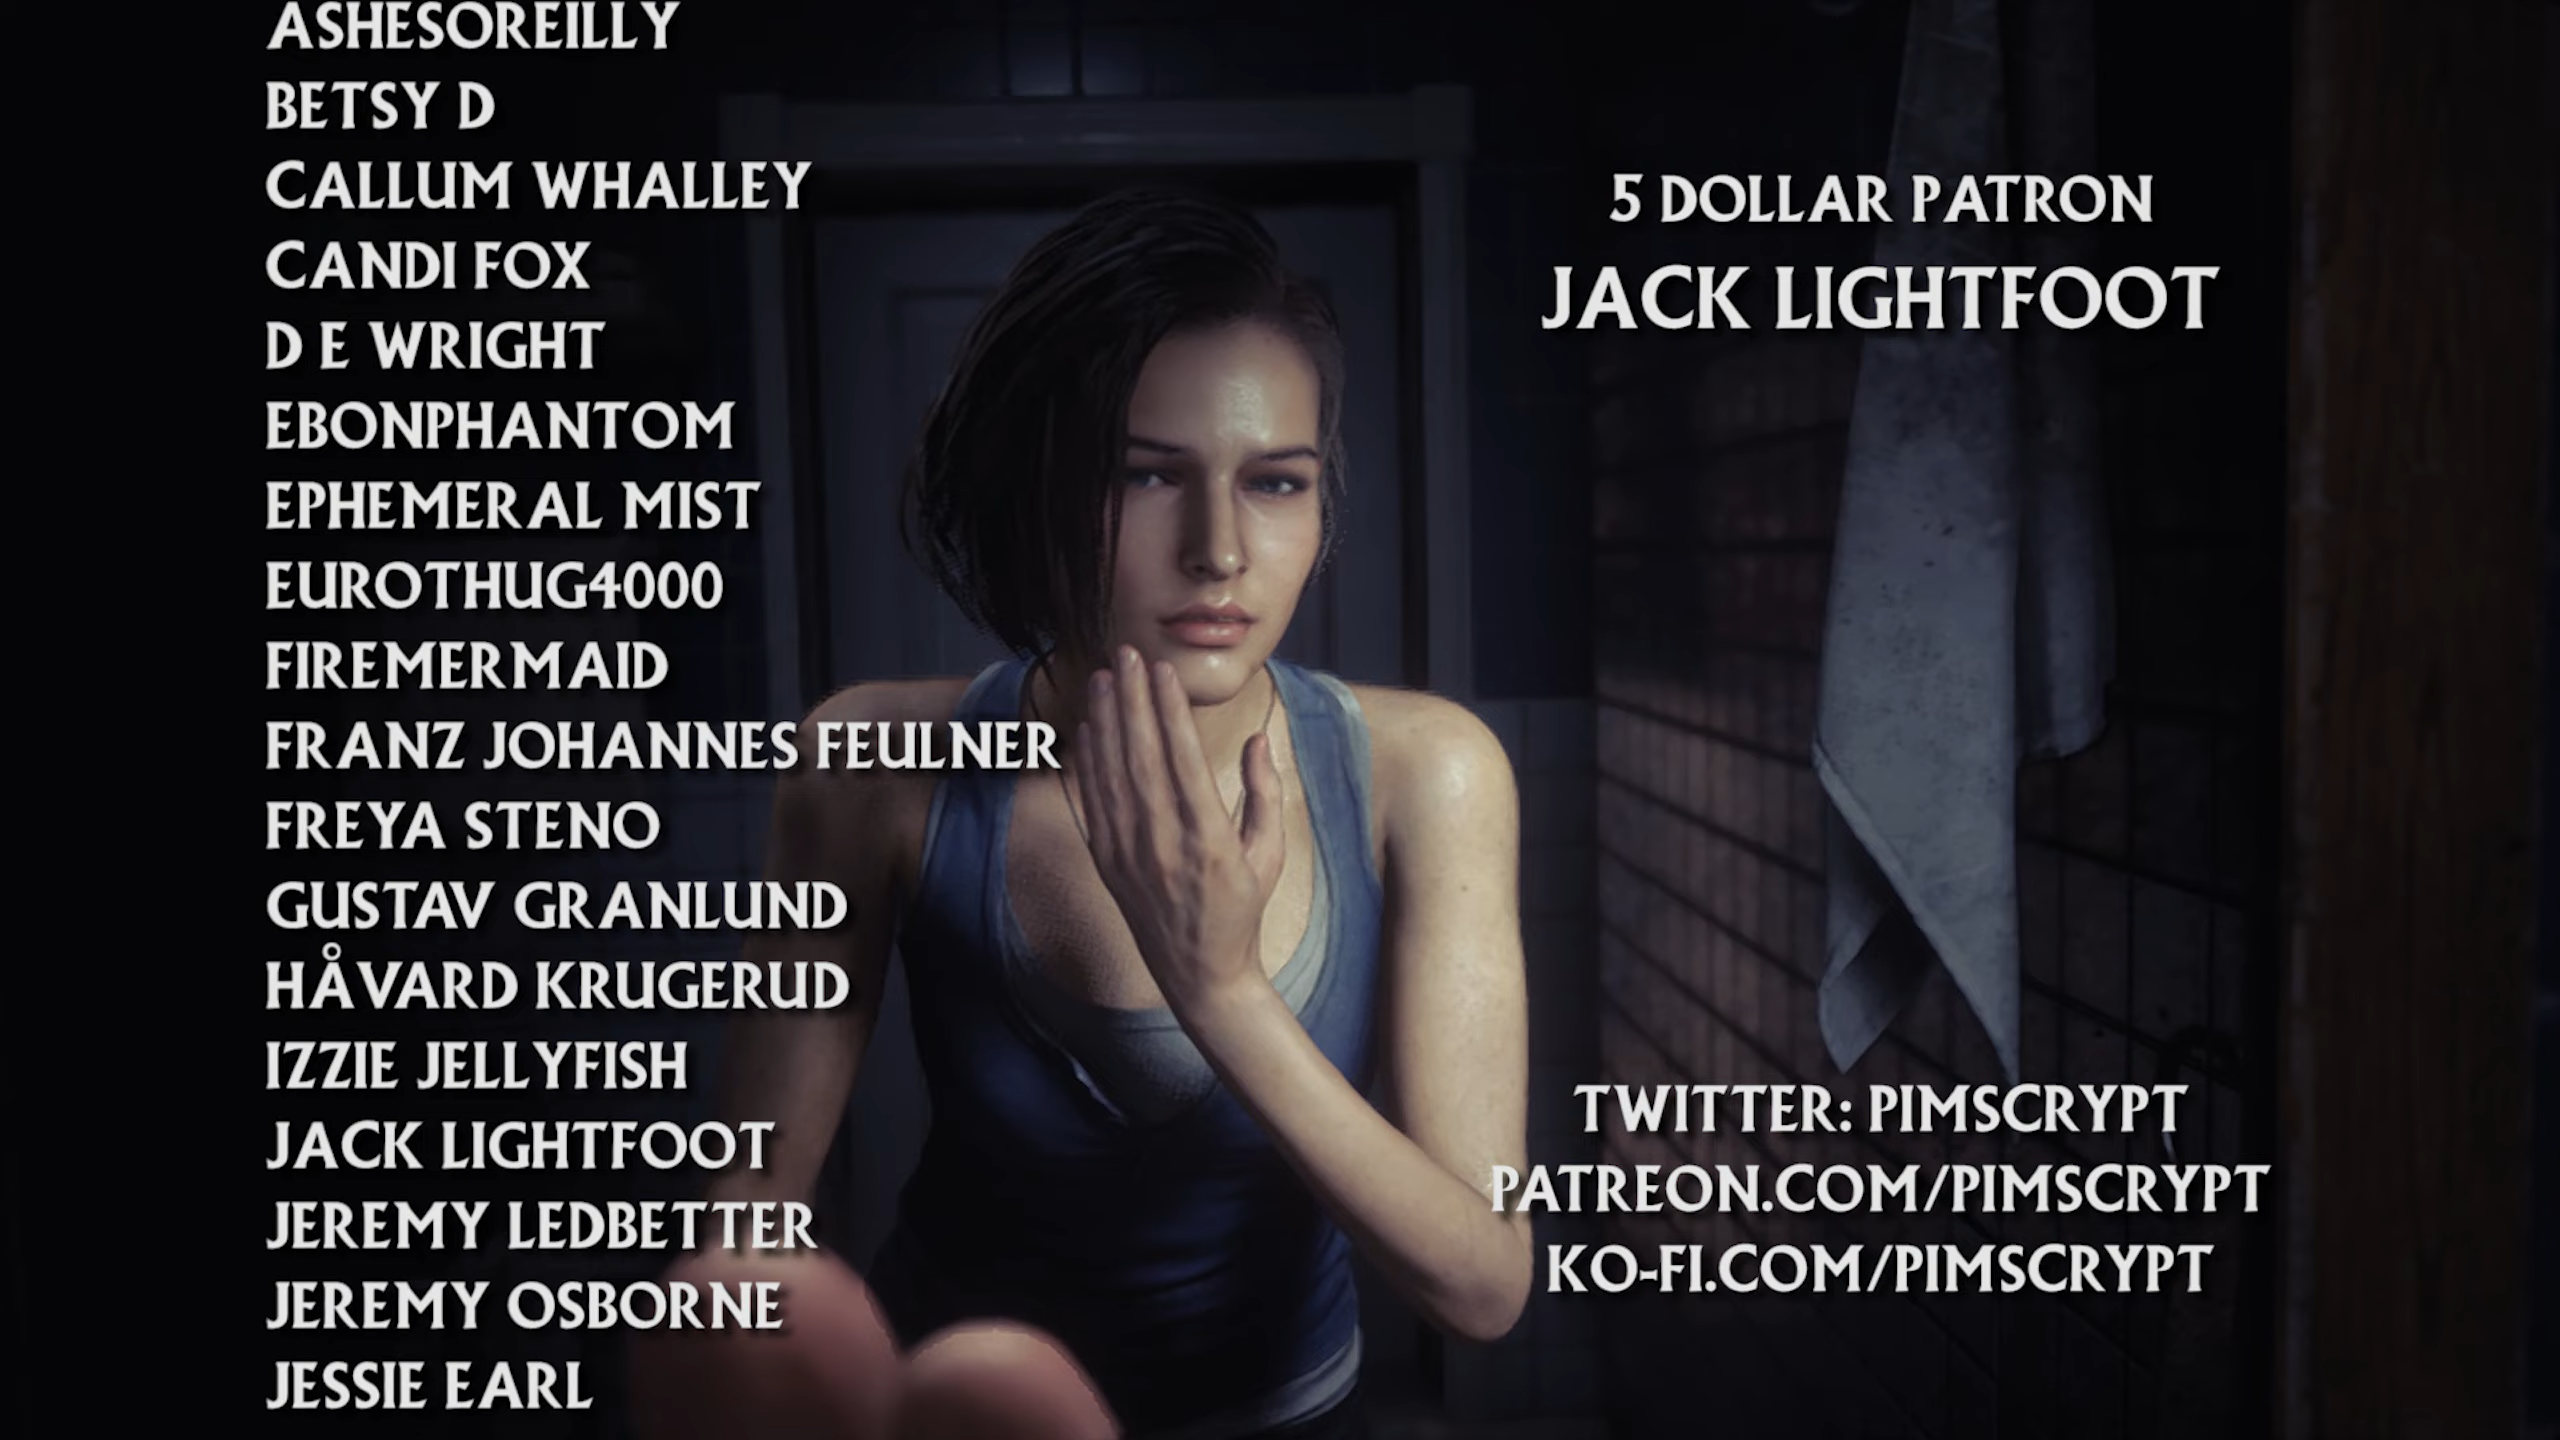 ASHESOREILLY
BETSY D
CALLUM WHALLEY
CANDI FOX
D E WRIGHT
EBONPHANTOM
EPHEMERAL MIST
EUROTHUG4000
FIREMERMAID
FRANZ JOHANNES FEULNER
FREYA STENO
GUSTAV GRANLUND
HÅVARD KRUGERUD
IZZIE JELLYFISH
JACK LIGHTFOOT
JEREMY LEDBETTER
JEREMY OSBORNE
JESSIE EARL
5 DOLLAR PATRON
JACK LIGHTFOOT
TWITTER: PIMSCRYPT
PATREON.COM/PIMSCRYPT
KO-FI.COM/PIMSCRYPT